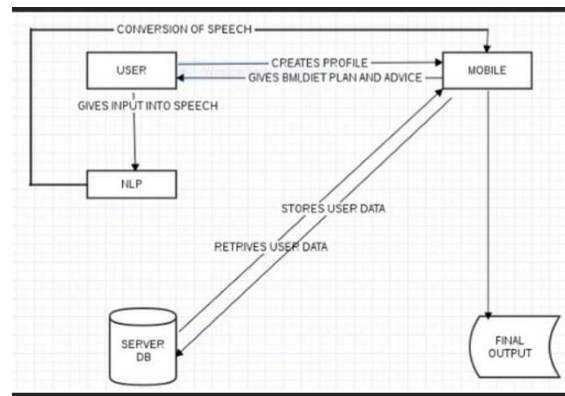 CONVERSION OF SPEECH
USER
CREATES PROFILE
GIVES BMI,DIET PLAN AND ADVICE
MOBILE
GIVES INPUT INTO SPEECH
NLP
STORES USER DATA
RETRIVES USER DATA
SERVER
DB
FINAL
OUTPUT